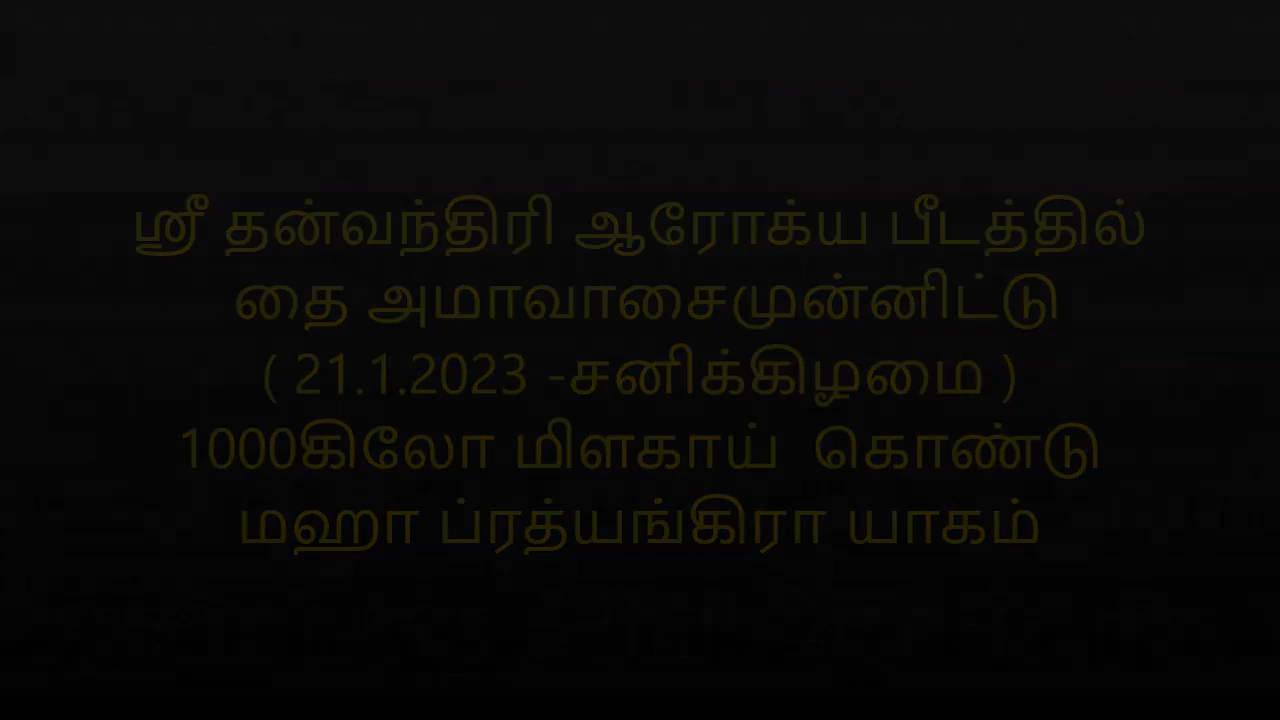 ஸ்ரீ தன்வந்திரி ஆரோக்ய பீடத்தில்
தை அமாவாசைமுன்னிட்டு
( 21.1.2023 -சனிக்கிழமை )
1000கிலோ மிளகாய் கொண்டு
மஹா ப்ரத்யங்கிரா யாகம்